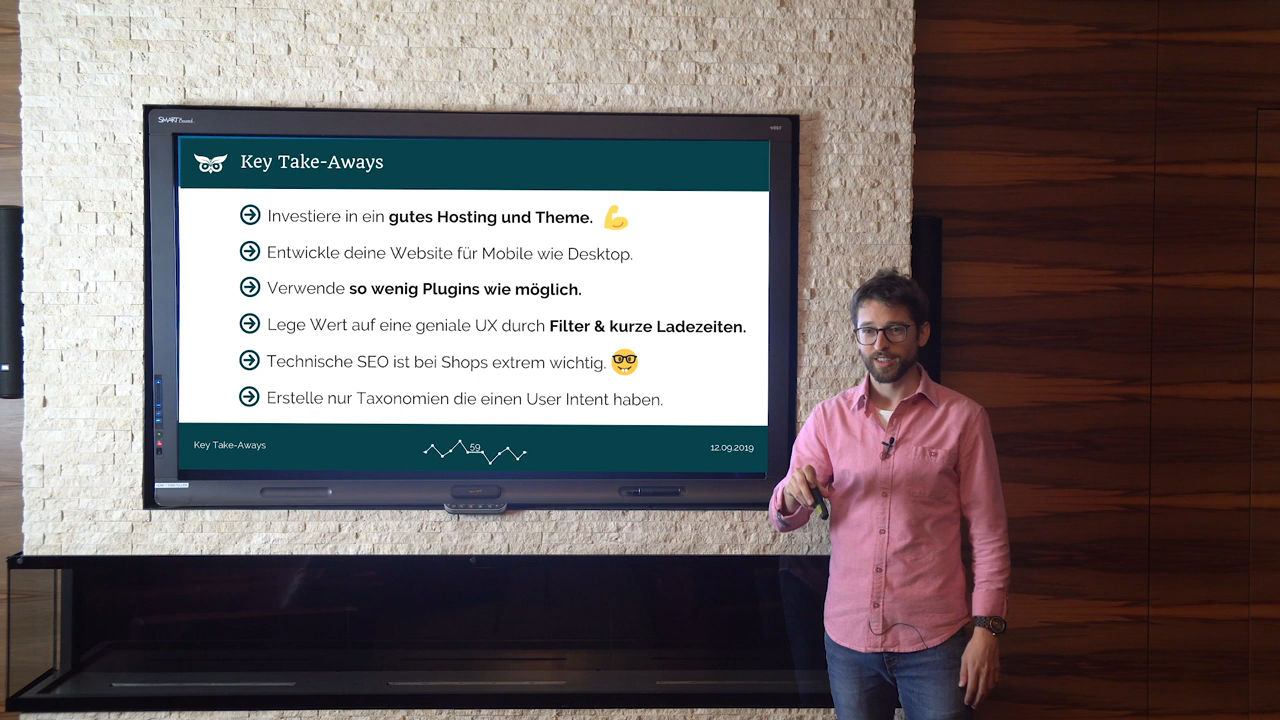 SMART Board
Key Take-Aways
Investiere in ein gutes Hosting und Theme.
Entwickle deine Website für Mobile wie Desktop.
Verwende so wenig Plugins wie möglich.
Lege Wert auf eine geniale UX durch Filter & kurze Ladezeiten.
Technische SEO ist bei Shops extrem wichtig.
Erstelle nur Taxonomien die einen User Intent haben.
Key Take-Aways
59
12.09.2019